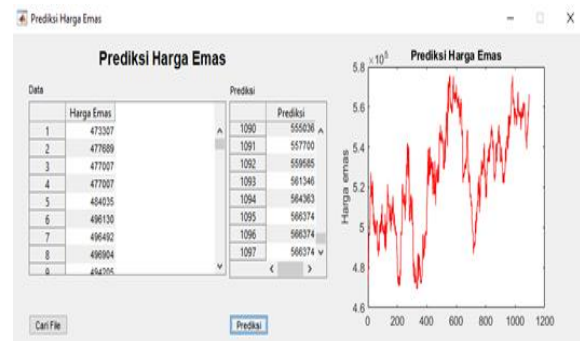 Prediksi Harga Emas
Prediksi Harga Emas
Data
Harga Emas
1 473307
2 477689
3 477007
4 477007
5 484035
6 496130
7 496492
8 496904
9 494205
Cari File
Prediksi
Prediksi
1090 555036
1091 557700
1092 559585
1093 561346
1094 564363
1095 566374
1096 566374
1097 566374
Prediksi
Prediksi Harga Emas
×10⁵
5.8
5.6
5.4
5.2
5
4.8
4.6
Harga emas
0 200 400 600 800 1000 1200